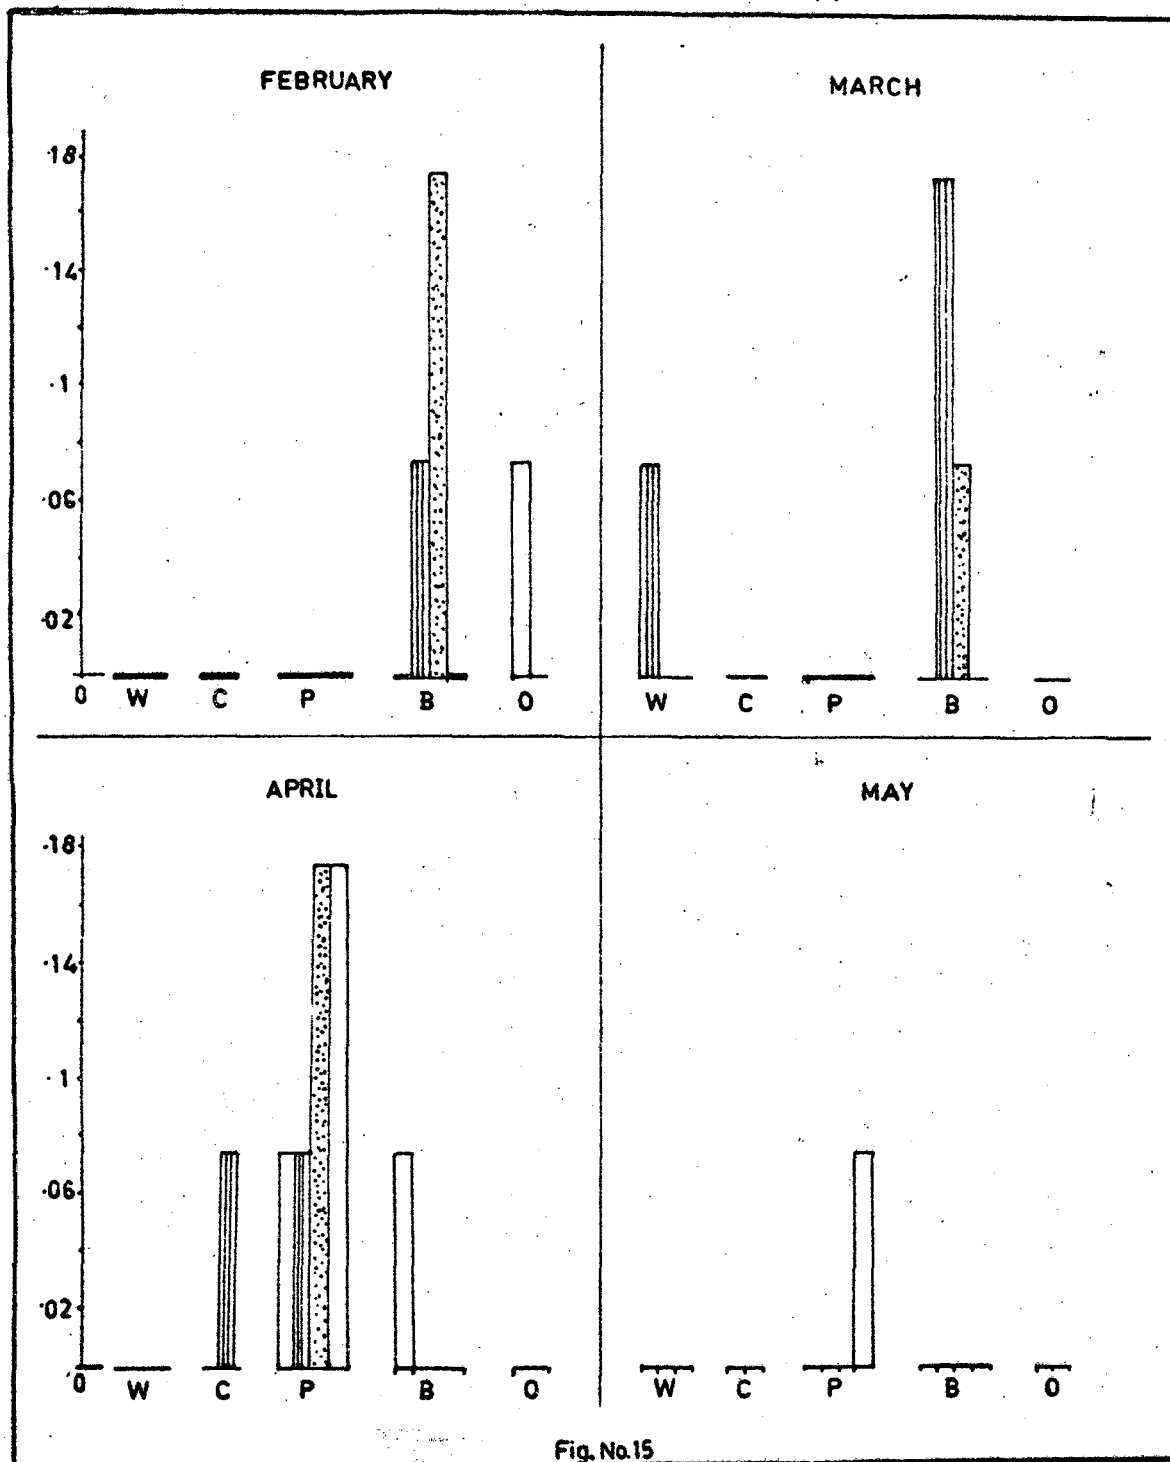 FEBRUARY
MARCH
.18
.14
.1
.06
.02
0 W C P B O
W C P B O
APRIL
MAY
.18
.14
.1
.06
.02
0 W C P B O
W C P B O
Fig. No.15